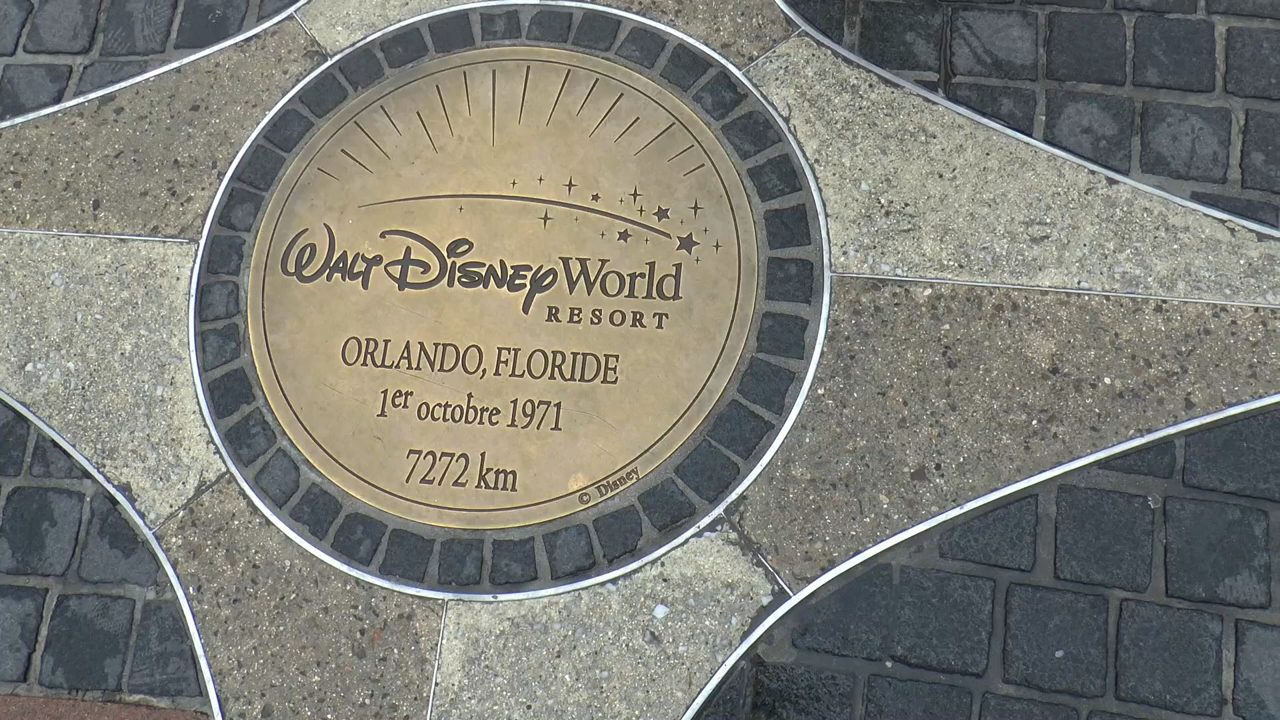 Walt Disney World
RESORT
ORLANDO, FLORIDE
1er octobre 1971
7272 km
© Disney